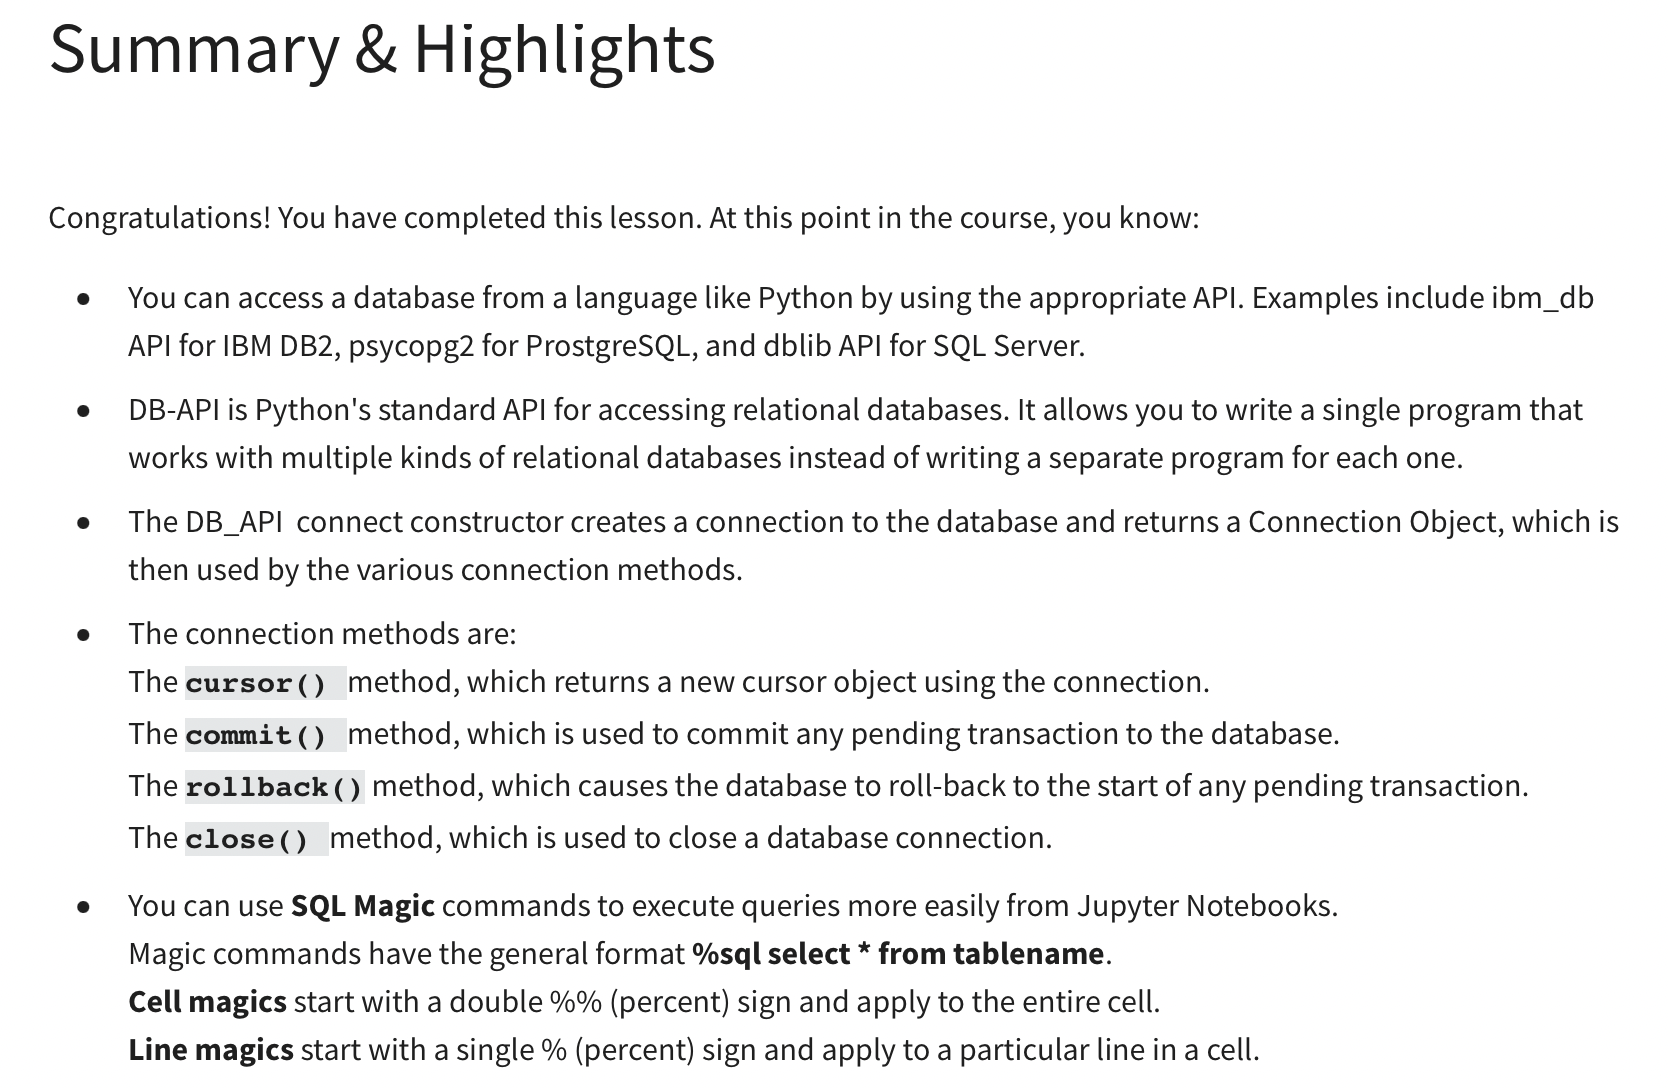 Summary & Highlights
Congratulations! You have completed this lesson. At this point in the course, you know:
• You can access a database from a language like Python by using the appropriate API. Examples include ibm_db
API for IBM DB2, psycopg2 for ProstgreSQL, and dblib API for SQL Server.
• DB-API is Python's standard API for accessing relational databases. It allows you to write a single program that
works with multiple kinds of relational databases instead of writing a separate program for each one.
• The DB_API  connect constructor creates a connection to the database and returns a Connection Object, which is
then used by the various connection methods.
• The connection methods are:
The cursor() method, which returns a new cursor object using the connection.
The commit() method, which is used to commit any pending transaction to the database.
The rollback() method, which causes the database to roll-back to the start of any pending transaction.
The close() method, which is used to close a database connection.
• You can use SQL Magic commands to execute queries more easily from Jupyter Notebooks.
Magic commands have the general format %sql select * from tablename.
Cell magics start with a double %% (percent) sign and apply to the entire cell.
Line magics start with a single % (percent) sign and apply to a particular line in a cell.